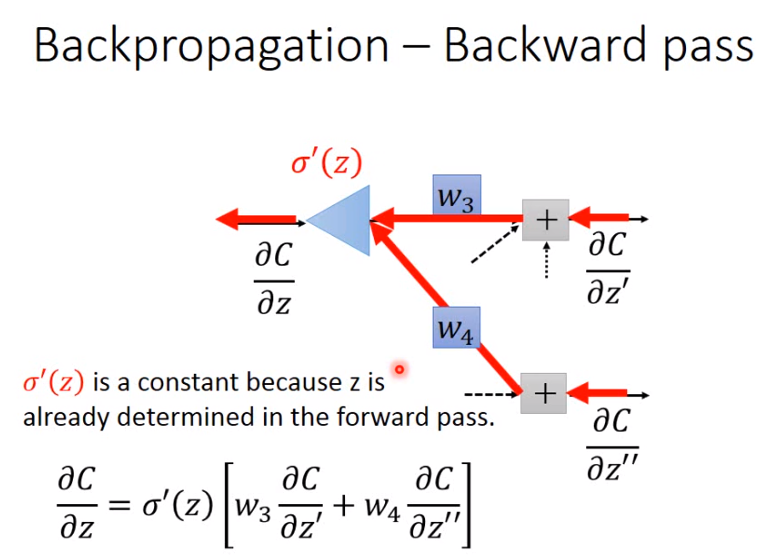 Backpropagation – Backward pass
σ′(z)
w₃
+
∂C/∂z
∂C/∂z′
w₄
σ′(z) is a constant because z is
already determined in the forward pass.
+
∂C/∂z′′
∂C/∂z = σ′(z) [w₃ ∂C/∂z′ + w₄ ∂C/∂z′′]